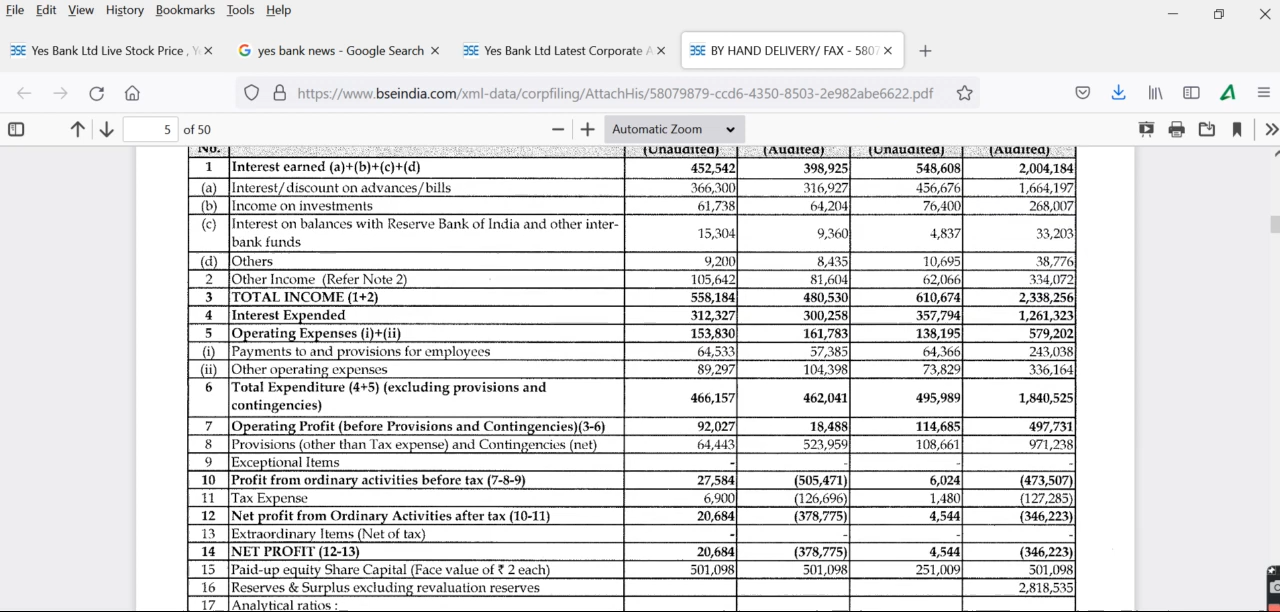 File Edit View History Bookmarks Tools Help
BSE Yes Bank Ltd Live Stock Price , Y
G yes bank news - Google Search
BSE Yes Bank Ltd Latest Corporate A
BSE BY HAND DELIVERY/ FAX - 5807
https://www.bseindia.com/xml-data/corpfiling/AttachHis/58079879-ccd6-4350-8503-2e982abe6622.pdf
5 of 50 Automatic Zoom
No. (Unaudited) (Audited) (Unaudited) (Audited)
1 Interest earned (a)+(b)+(c)+(d) 452,542 398,925 548,608 2,004,184
(a) Interest/discount on advances/bills 366,300 316,927 456,676 1,664,197
(b) Income on investments 61,738 64,204 76,400 268,007
(c) Interest on balances with Reserve Bank of India and other inter-
bank funds 15,304 9,360 4,837 33,203
(d) Others 9,200 8,435 10,695 38,776
2 Other Income (Refer Note 2) 105,642 81,604 62,066 334,072
3 TOTAL INCOME (1+2) 558,184 480,530 610,674 2,338,256
4 Interest Expended 312,327 300,258 357,794 1,261,323
5 Operating Expenses (i)+(ii) 153,830 161,783 138,195 579,202
(i) Payments to and provisions for employees 64,533 57,385 64,366 243,038
(ii) Other operating expenses 89,297 104,398 73,829 336,164
6 Total Expenditure (4+5) (excluding provisions and
contingencies) 466,157 462,041 495,989 1,840,525
7 Operating Profit (before Provisions and Contingencies)(3-6) 92,027 18,488 114,685 497,731
8 Provisions (other than Tax expense) and Contingencies (net) 64,443 523,959 108,661 971,238
9 Exceptional Items - - - -
10 Profit from ordinary activities before tax (7-8-9) 27,584 (505,471) 6,024 (473,507)
11 Tax Expense 6,900 (126,696) 1,480 (127,285)
12 Net profit from Ordinary Activities after tax (10-11) 20,684 (378,775) 4,544 (346,223)
13 Extraordinary Items (Net of tax) - - - -
14 NET PROFIT (12-13) 20,684 (378,775) 4,544 (346,223)
15 Paid-up equity Share Capital (Face value of ₹ 2 each) 501,098 501,098 251,009 501,098
16 Reserves & Surplus excluding revaluation reserves 2,818,535
17 Analytical ratios :